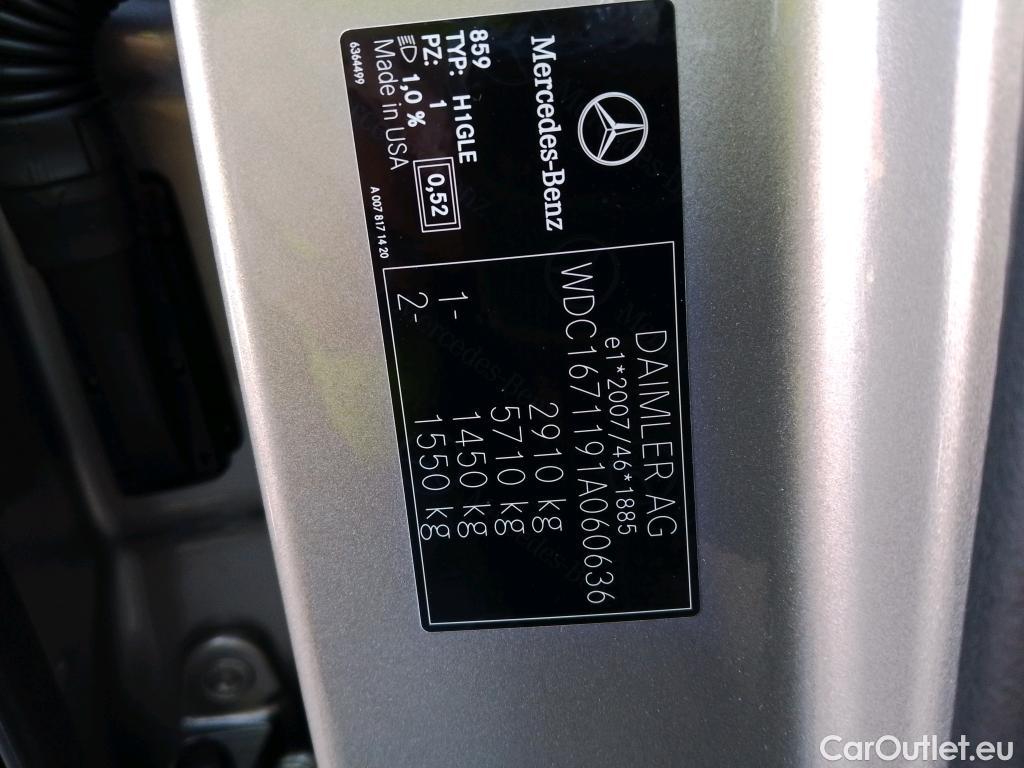 Mercedes-Benz
859
TYP: H1GLE
PZ: 1 0,52
1,0 %
Made in USA
6364499
A 007 817 14 20
DAIMLER AG
e1*2007/46*1885
WDC1671191A060636
2910 kg
5710 kg
1- 1450 kg
2- 1550 kg
CarOutlet.eu